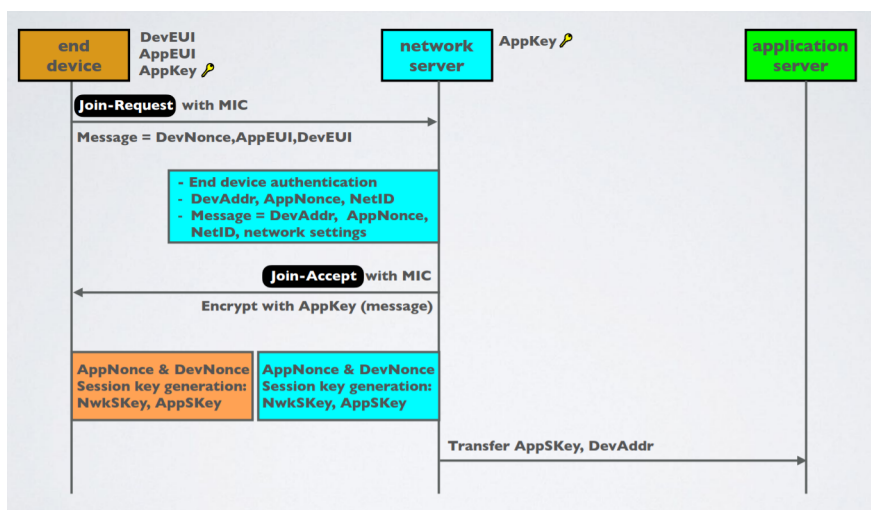 end
device
DevEUI
AppEUI
AppKey
network
server
AppKey
application
server
Join-Request with MIC
Message = DevNonce,AppEUI,DevEUI
- End device authentication
- DevAddr, AppNonce, NetID
- Message = DevAddr, AppNonce,
NetID, network settings
Join-Accept with MIC
Encrypt with AppKey (message)
AppNonce & DevNonce
Session key generation:
NwkSKey, AppSKey
AppNonce & DevNonce
Session key generation:
NwkSKey, AppSKey
Transfer AppSKey, DevAddr